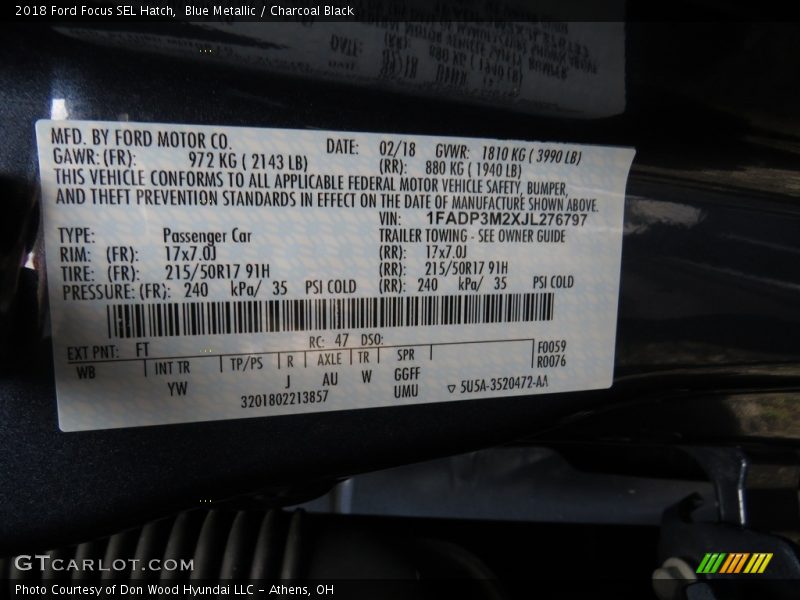 2018 Ford Focus SEL Hatch,  Blue Metallic / Charcoal Black
MFD. BY FORD MOTOR CO. DATE: 02/18 GVWR: 1810 KG ( 3990 LB)
GAWR: (FR): 972 KG ( 2143 LB) (RR): 880 KG ( 1940 LB)
THIS VEHICLE CONFORMS TO ALL APPLICABLE FEDERAL MOTOR VEHICLE SAFETY, BUMPER,
AND THEFT PREVENTION STANDARDS IN EFFECT ON THE DATE OF MANUFACTURE SHOWN ABOVE.
VIN: 1FADP3M2XJL276797
TYPE: Passenger Car TRAILER TOWING - SEE OWNER GUIDE
RIM: (FR): 17x7.0J (RR): 17x7.0J
TIRE: (FR): 215/50R17 91H (RR): 215/50R17 91H
PRESSURE: (FR): 240 kPa/ 35 PSI COLD (RR): 240 kPa/ 35 PSI COLD
EXT PNT: FT RC: 47 DSO:
WB INT TR TP/PS R AXLE TR SPR F0059
R0076
YW J AU W GGFF
3201802213857 UMU ▽ 5U5A-3520472-AA
GTCARLOT.COM
Photo Courtesy of Don Wood Hyundai LLC - Athens, OH